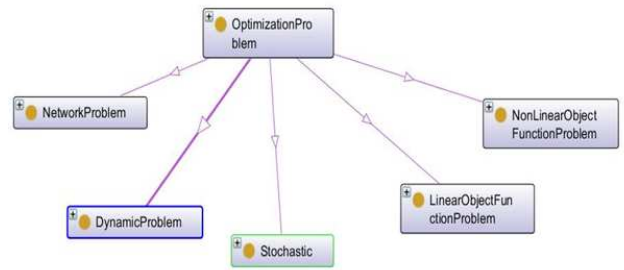 OptimizationPro
blem
NetworkProblem
NonLinearObject
FunctionProblem
DynamicProblem
LinearObjectFun
ctionProblem
Stochastic